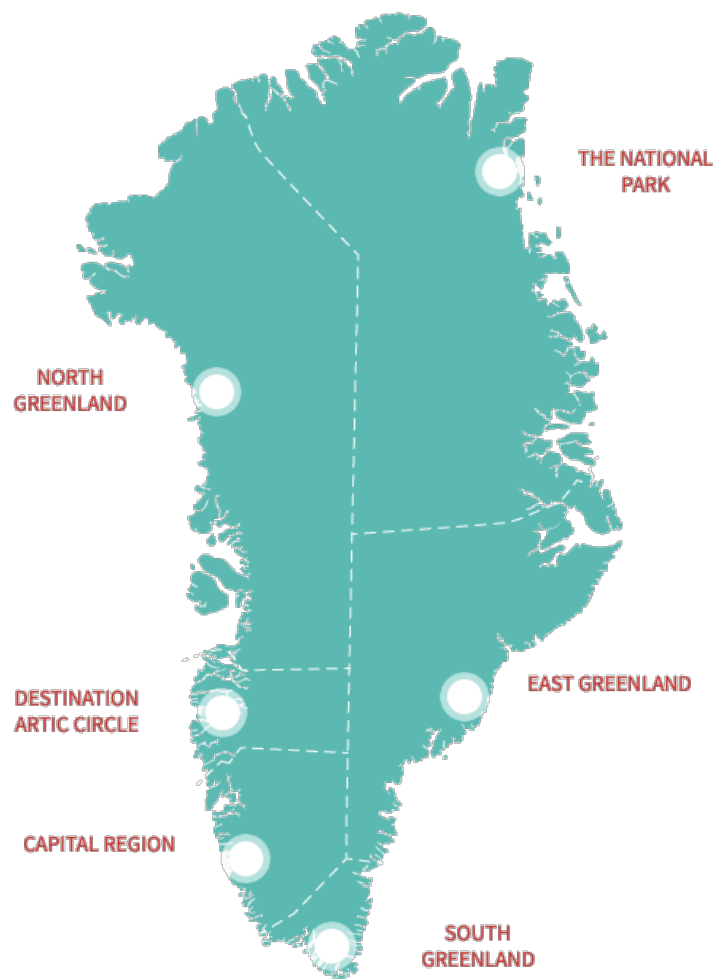 THE NATIONAL
PARK
NORTH
GREENLAND
EAST GREENLAND
DESTINATION
ARTIC CIRCLE
CAPITAL REGION
SOUTH
GREENLAND